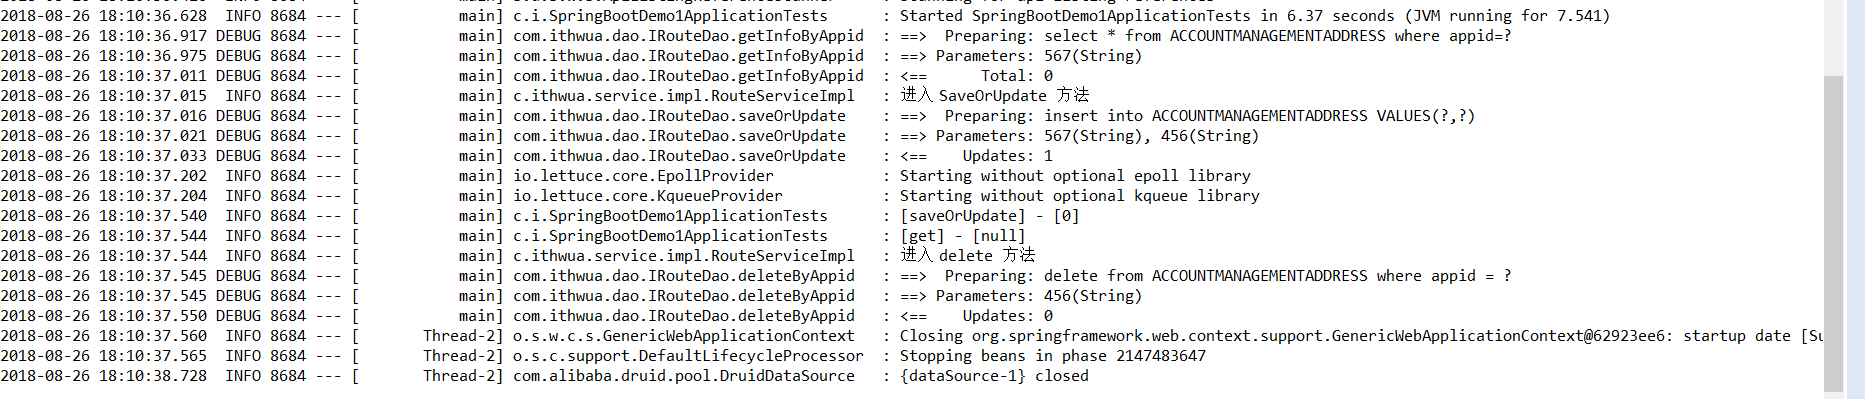 2018-08-26 18:10:36.628  INFO 8684 --- [           main] c.i.SpringBootDemo1ApplicationTests      : Started SpringBootDemo1ApplicationTests in 6.37 seconds (JVM running for 7.541)
2018-08-26 18:10:36.917 DEBUG 8684 --- [           main] com.ithwua.dao.IRouteDao.getInfoByAppid  : ==>  Preparing: select * from ACCOUNTMANAGEMENTADDRESS where appid=?
2018-08-26 18:10:36.975 DEBUG 8684 --- [           main] com.ithwua.dao.IRouteDao.getInfoByAppid  : ==> Parameters: 567(String)
2018-08-26 18:10:37.011 DEBUG 8684 --- [           main] com.ithwua.dao.IRouteDao.getInfoByAppid  : <==      Total: 0
2018-08-26 18:10:37.015  INFO 8684 --- [           main] c.ithwua.service.impl.RouteServiceImpl   : 进入 SaveOrUpdate 方法
2018-08-26 18:10:37.016 DEBUG 8684 --- [           main] com.ithwua.dao.IRouteDao.saveOrUpdate    : ==>  Preparing: insert into ACCOUNTMANAGEMENTADDRESS VALUES(?,?)
2018-08-26 18:10:37.021 DEBUG 8684 --- [           main] com.ithwua.dao.IRouteDao.saveOrUpdate    : ==> Parameters: 567(String), 456(String)
2018-08-26 18:10:37.033 DEBUG 8684 --- [           main] com.ithwua.dao.IRouteDao.saveOrUpdate    : <==    Updates: 1
2018-08-26 18:10:37.202  INFO 8684 --- [           main] io.lettuce.core.EpollProvider            : Starting without optional epoll library
2018-08-26 18:10:37.204  INFO 8684 --- [           main] io.lettuce.core.KqueueProvider           : Starting without optional kqueue library
2018-08-26 18:10:37.540  INFO 8684 --- [           main] c.i.SpringBootDemo1ApplicationTests      : [saveOrUpdate] - [0]
2018-08-26 18:10:37.544  INFO 8684 --- [           main] c.i.SpringBootDemo1ApplicationTests      : [get] - [null]
2018-08-26 18:10:37.544  INFO 8684 --- [           main] c.ithwua.service.impl.RouteServiceImpl   : 进入 delete 方法
2018-08-26 18:10:37.545 DEBUG 8684 --- [           main] com.ithwua.dao.IRouteDao.deleteByAppid   : ==>  Preparing: delete from ACCOUNTMANAGEMENTADDRESS where appid = ?
2018-08-26 18:10:37.545 DEBUG 8684 --- [           main] com.ithwua.dao.IRouteDao.deleteByAppid   : ==> Parameters: 456(String)
2018-08-26 18:10:37.550 DEBUG 8684 --- [           main] com.ithwua.dao.IRouteDao.deleteByAppid   : <==    Updates: 0
2018-08-26 18:10:37.560  INFO 8684 --- [       Thread-2] o.s.w.c.s.GenericWebApplicationContext   : Closing org.springframework.web.context.support.GenericWebApplicationContext@62923ee6: startup date
2018-08-26 18:10:37.565  INFO 8684 --- [       Thread-2] o.s.c.support.DefaultLifecycleProcessor  : Stopping beans in phase 2147483647
2018-08-26 18:10:38.728  INFO 8684 --- [       Thread-2] com.alibaba.druid.pool.DruidDataSource   : {dataSource-1} closed